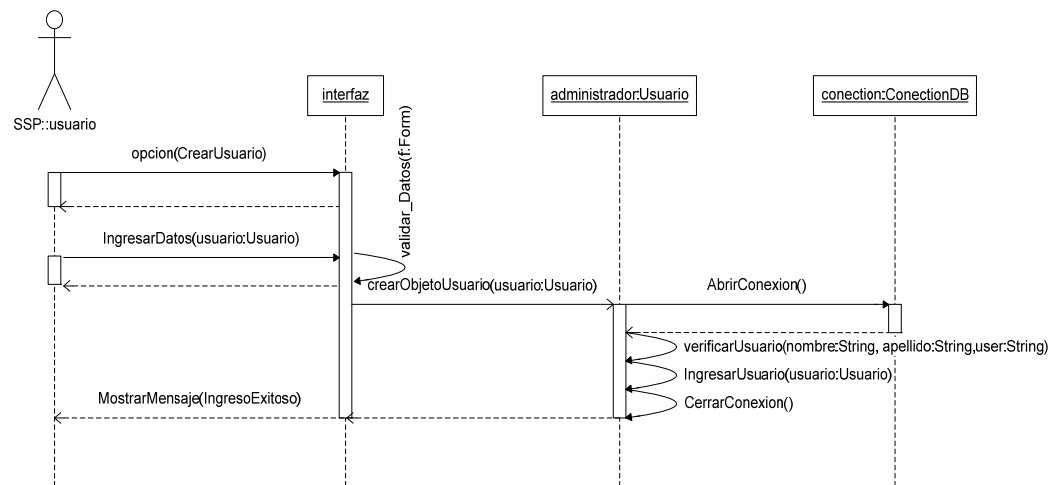 interfaz
administrador:Usuario
conection:ConectionDB
SSP::usuario
opcion(CrearUsuario)
validar_Datos(f:Form)
IngresarDatos(usuario:Usuario)
crearObjetoUsuario(usuario:Usuario)
AbrirConexion()
verificarUsuario(nombre:String, apellido:String,user:String)
IngresarUsuario(usuario:Usuario)
MostrarMensaje(IngresoExitoso)
CerrarConexion()